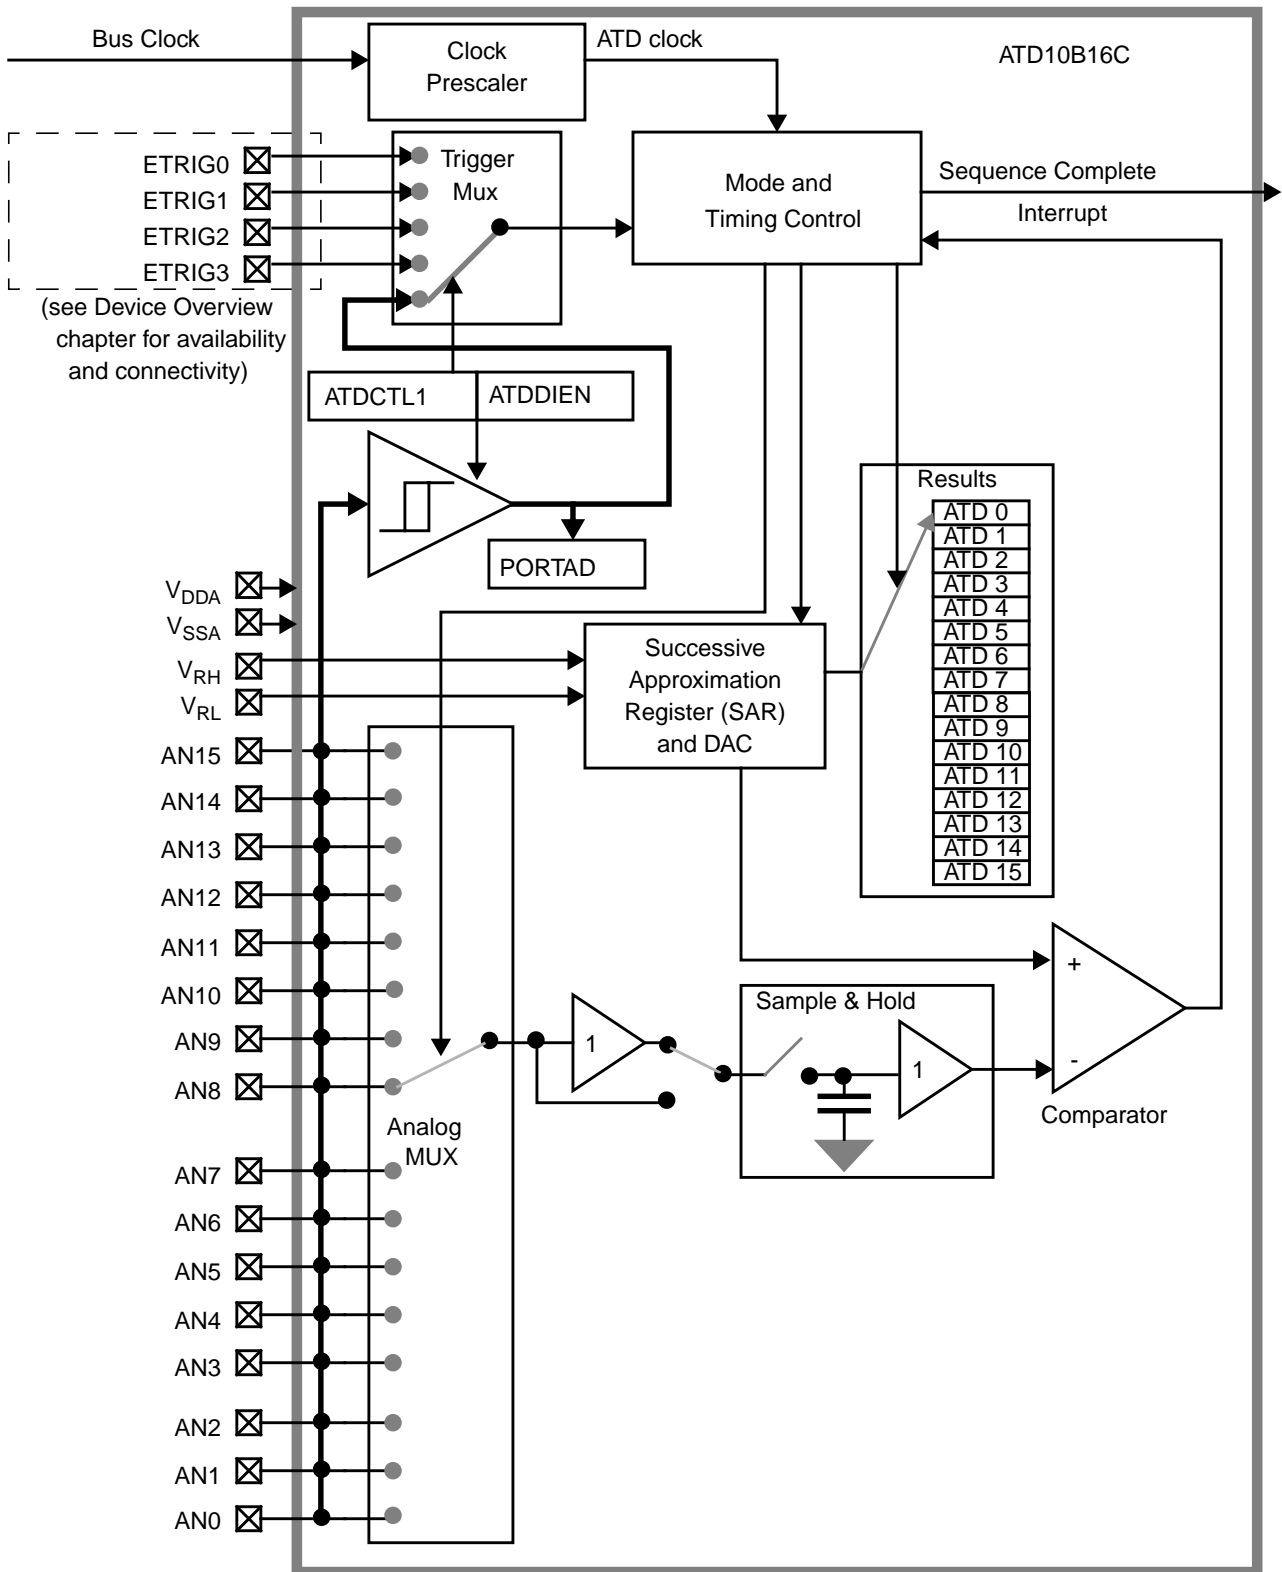 Bus Clock
Clock
Prescaler
ATD clock
ATD10B16C
ETRIG0
ETRIG1
ETRIG2
ETRIG3
(see Device Overview
chapter for availability
and connectivity)
Trigger
Mux
Mode and
Timing Control
Sequence Complete
Interrupt
ATDCTL1
ATDDIEN
PORTAD
Results
ATD 0
ATD 1
ATD 2
ATD 3
ATD 4
ATD 5
ATD 6
ATD 7
ATD 8
ATD 9
ATD 10
ATD 11
ATD 12
ATD 13
ATD 14
ATD 15
VDDA
VSSA
VRH
VRL
Successive
Approximation
Register (SAR)
and DAC
AN15
AN14
AN13
AN12
AN11
AN10
AN9
AN8
AN7
AN6
AN5
AN4
AN3
AN2
AN1
AN0
Analog
MUX
1
Sample & Hold
1
+
-
Comparator